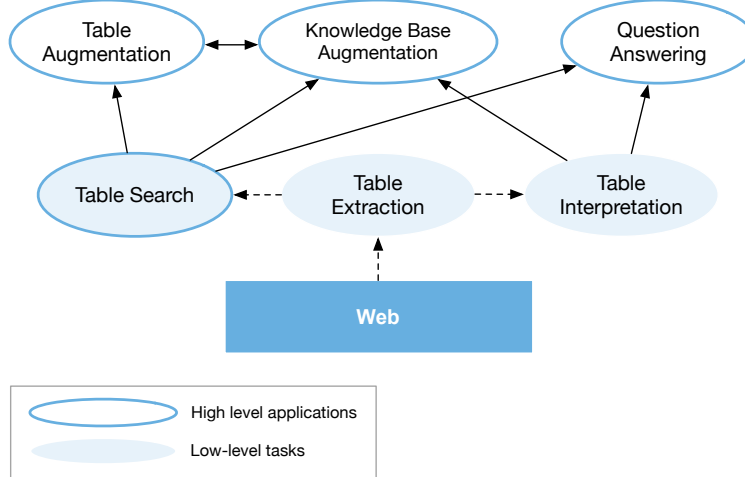 Table
Augmentation
Knowledge Base
Augmentation
Question
Answering
Table Search
Table
Extraction
Table
Interpretation
Web
High level applications
Low-level tasks